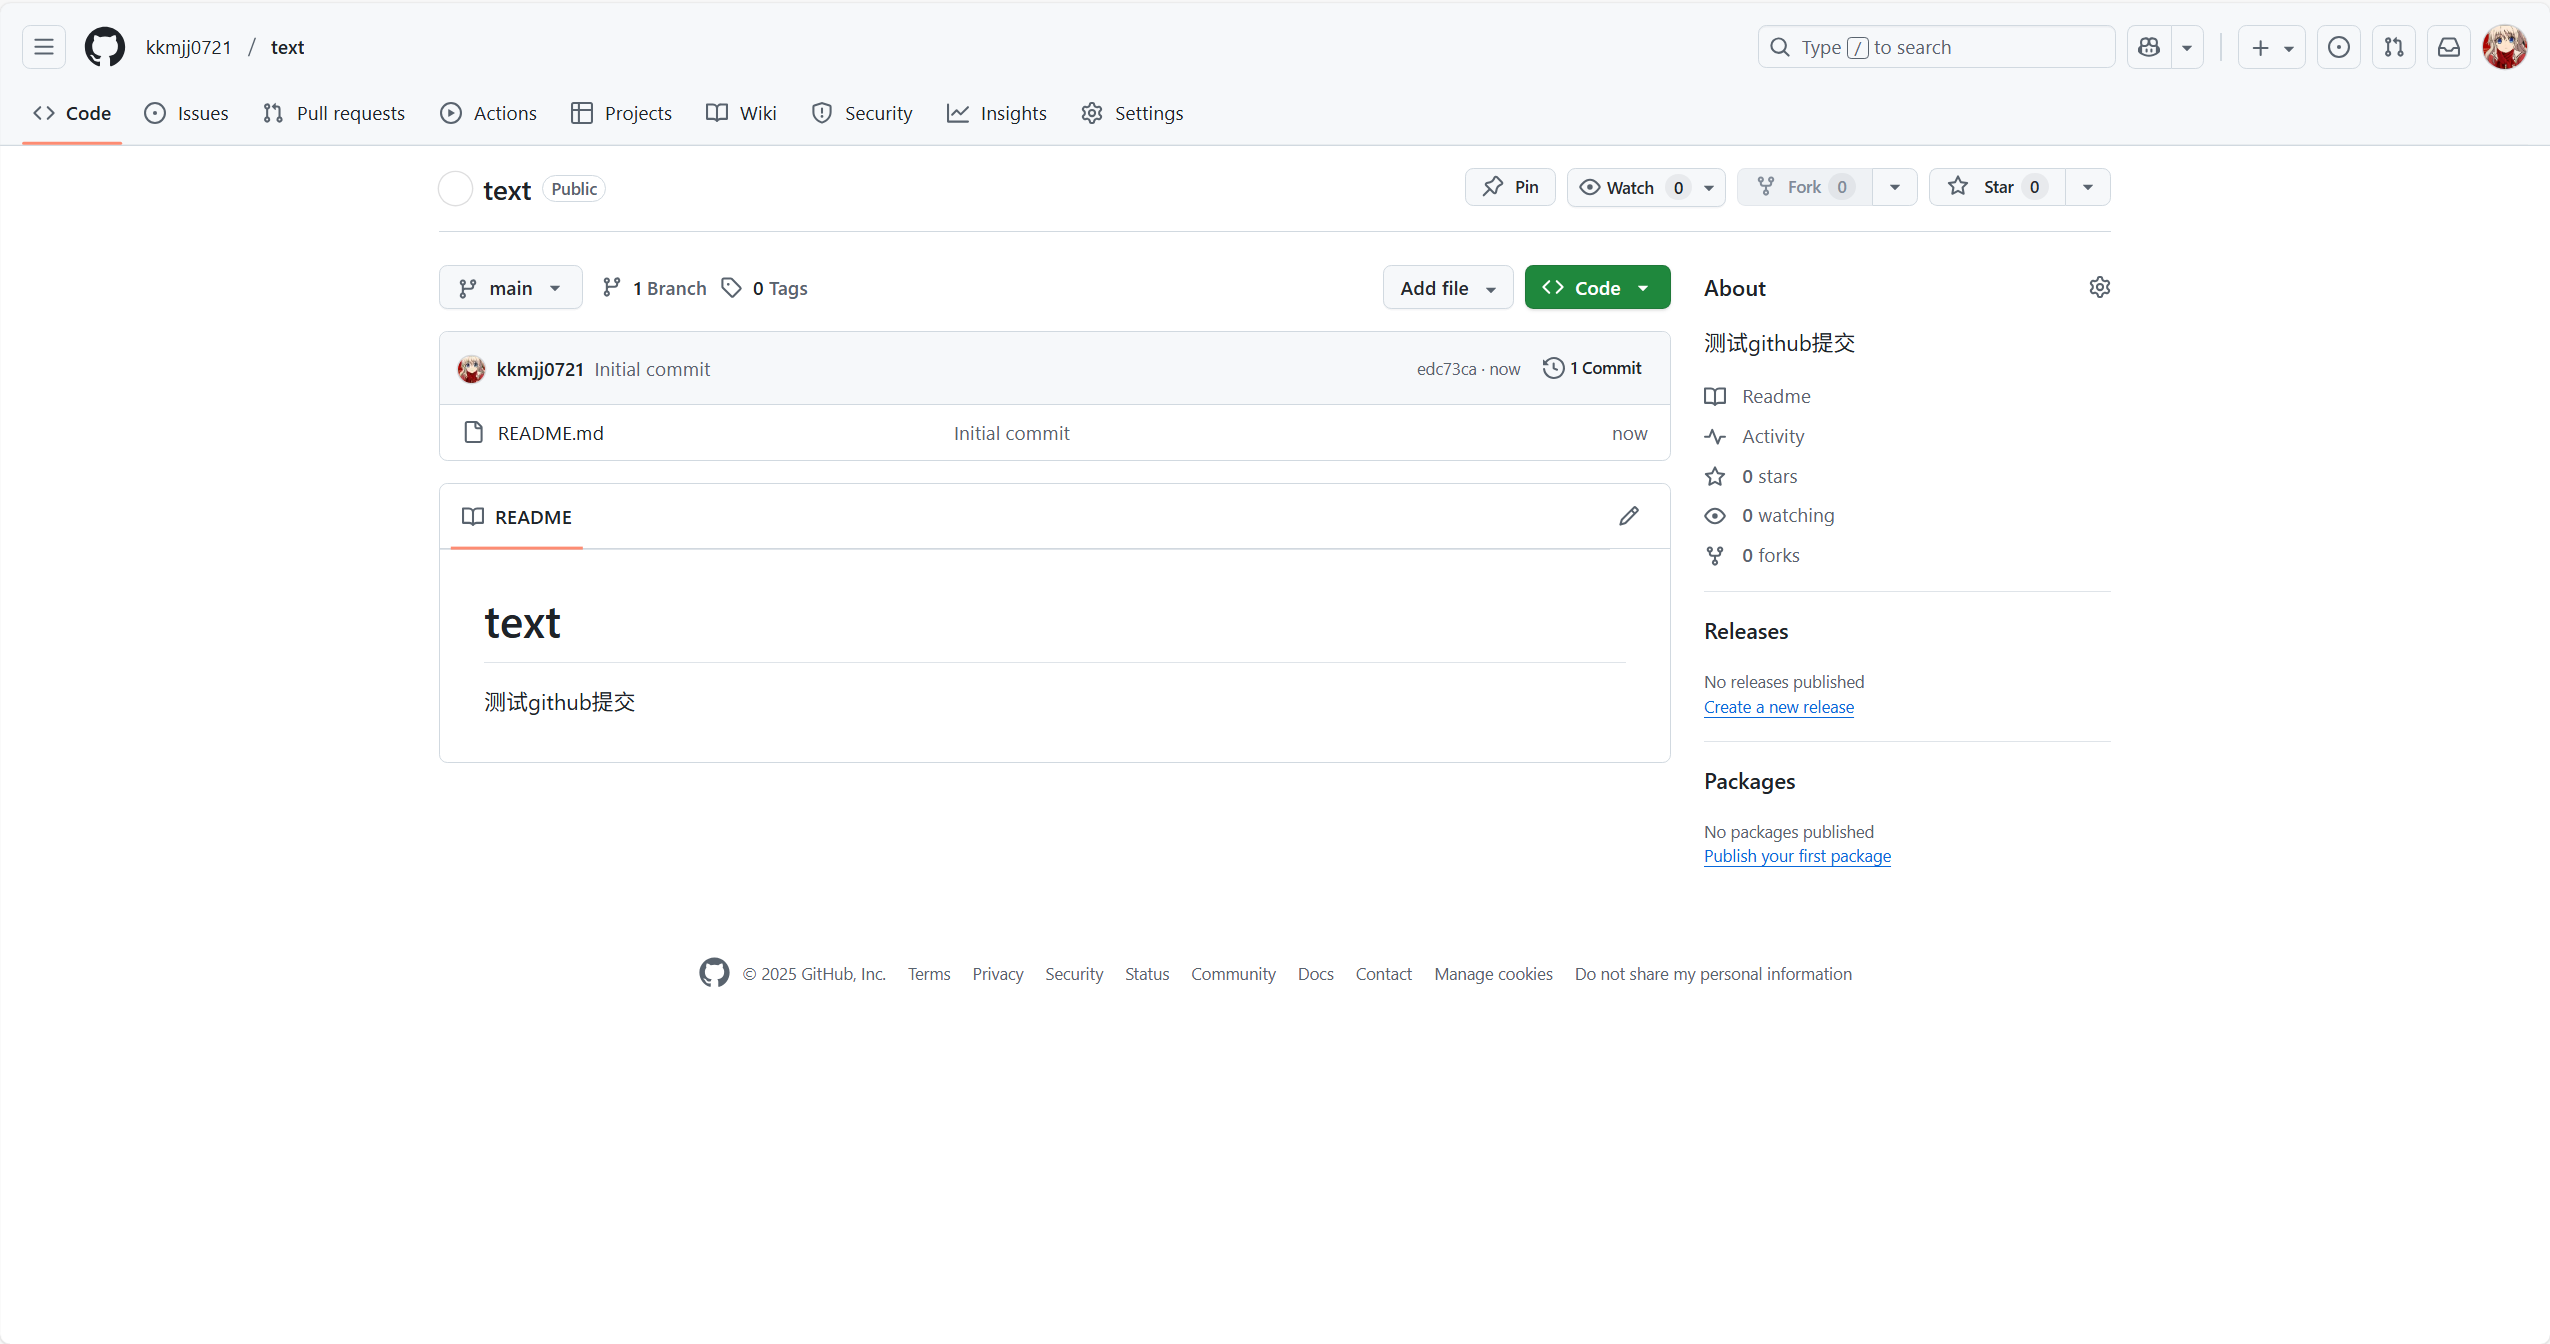 kkmjj0721 / text
Type / to search
Code Issues Pull requests Actions Projects Wiki Security Insights Settings
text Public
Pin Watch 0 Fork 0 Star 0
main 1 Branch 0 Tags
Add file Code
kkmjj0721 Initial commit edc73ca · now 1 Commit
README.md Initial commit now
README
text
测试github提交
About
测试github提交
Readme
Activity
0 stars
0 watching
0 forks
Releases
No releases published
Create a new release
Packages
No packages published
Publish your first package
© 2025 GitHub, Inc. Terms Privacy Security Status Community Docs Contact Manage cookies Do not share my personal information